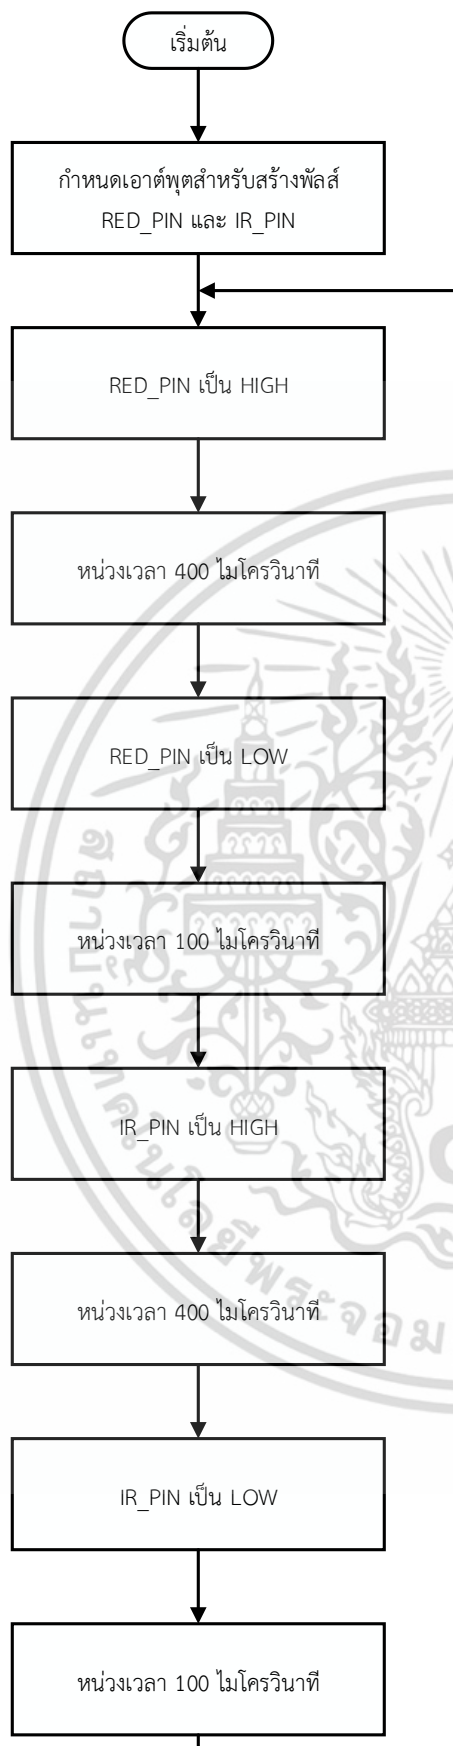 เริ่มต้น
กำหนดเอาต์พุตสำหรับสร้างพัลส์
RED_PIN และ IR_PIN
RED_PIN เป็น HIGH
หน่วงเวลา 400 ไมโครวินาที
RED_PIN เป็น LOW
หน่วงเวลา 100 ไมโครวินาที
IR_PIN เป็น HIGH
หน่วงเวลา 400 ไมโครวินาที
IR_PIN เป็น LOW
หน่วงเวลา 100 ไมโครวินาที